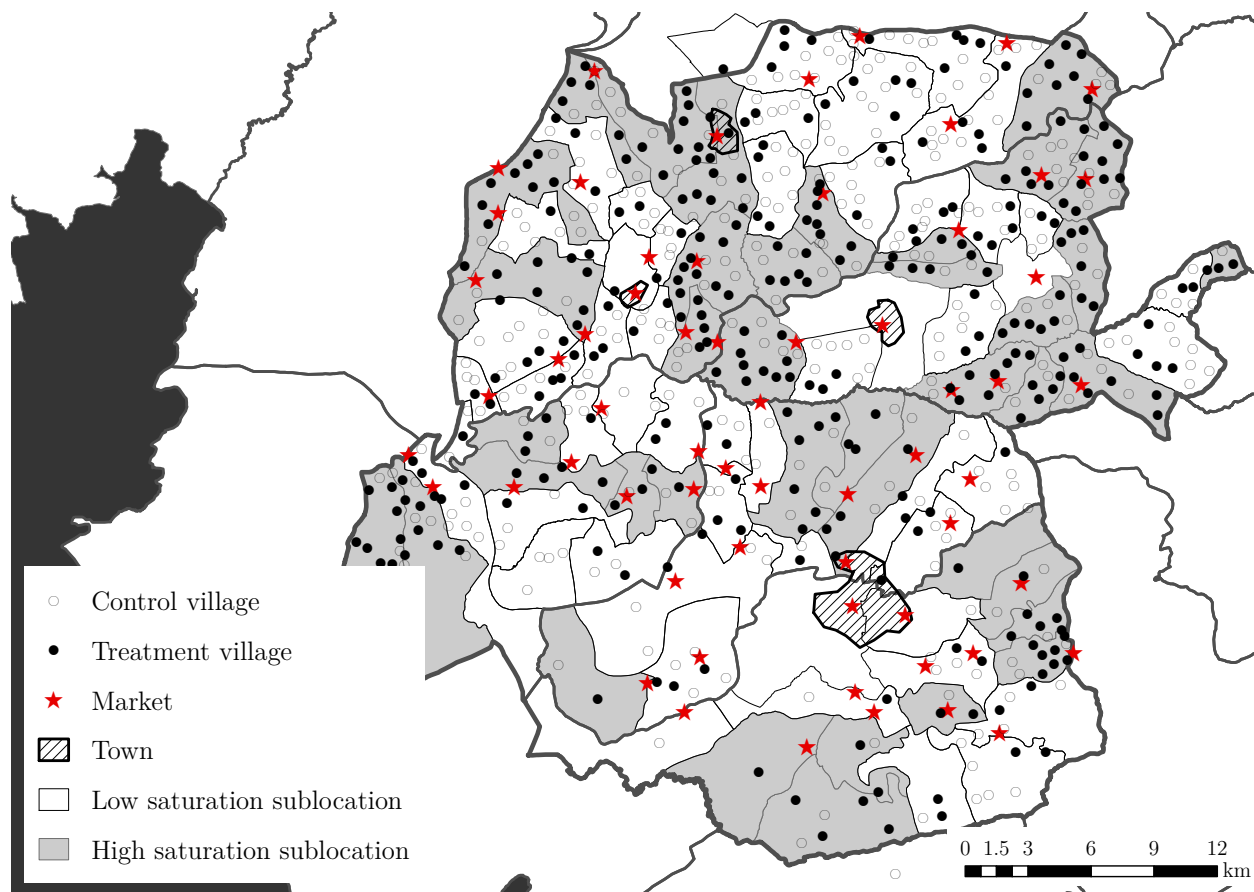 Control village
Treatment village
Market
Town
Low saturation sublocation
High saturation sublocation
0 1.5 3 6 9 12
km